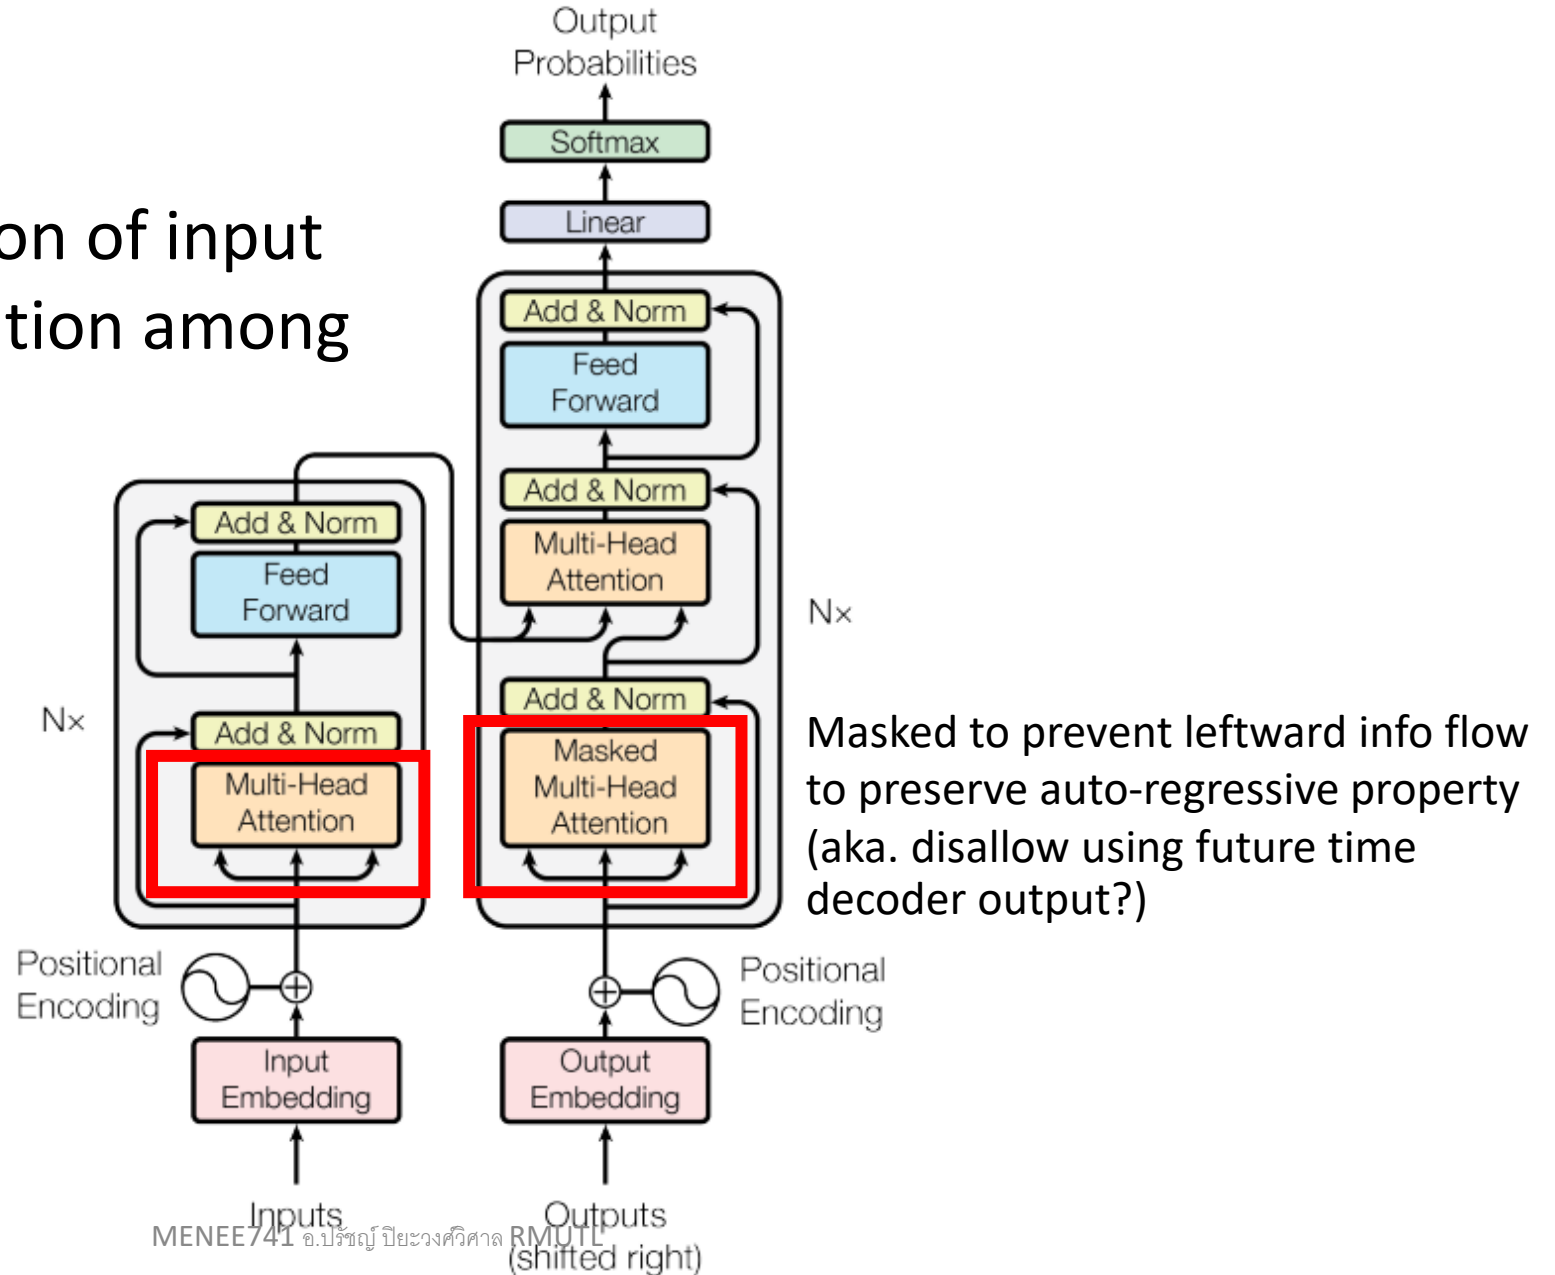 Output
Probabilities
Softmax
Linear
on of input
tion among
Add & Norm
Feed
Forward
Add & Norm
Multi-Head
Attention
Nx
Add & Norm
Masked
Multi-Head
Attention
Masked to prevent leftward info flow
to preserve auto-regressive property
(aka. disallow using future time
decoder output?)
Add & Norm
Feed
Forward
Nx
Add & Norm
Multi-Head
Attention
Positional
Encoding
Positional
Encoding
Input
Embedding
Output
Embedding
Inputs
Outputs
(shifted right)
MENEE741 อ.ปรัชญ์ ปิยะวงศ์วิศาล RMUTL